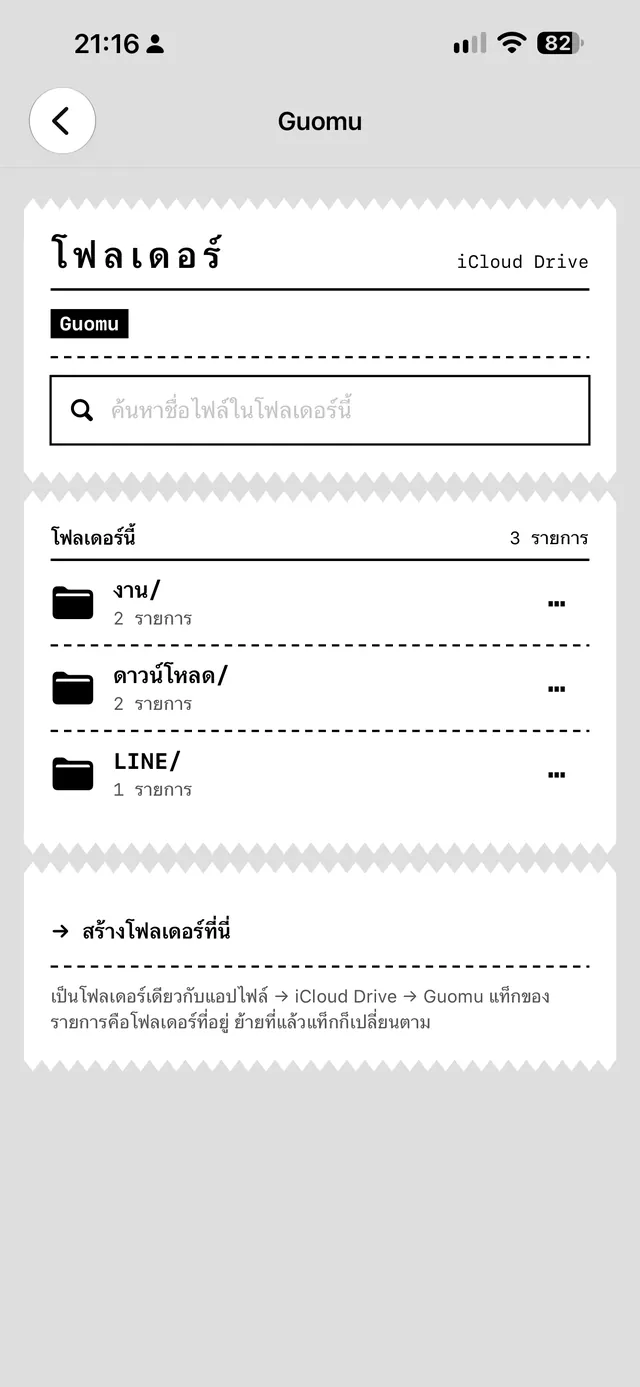 21:16
82
Guomu
โฟลเดอร์
iCloud Drive
Guomu
ค้นหาชื่อไฟล์ในโฟลเดอร์นี้
โฟลเดอร์นี้
3 รายการ
งาน/
2 รายการ
ดาวน์โหลด/
2 รายการ
LINE/
1 รายการ
→ สร้างโฟลเดอร์ที่นี่
เป็นโฟลเดอร์เดียวกับแอปไฟล์ → iCloud Drive → Guomu แท็กของ
รายการคือโฟลเดอร์ที่อยู่ ย้ายที่แล้วแท็กก็เปลี่ยนตาม